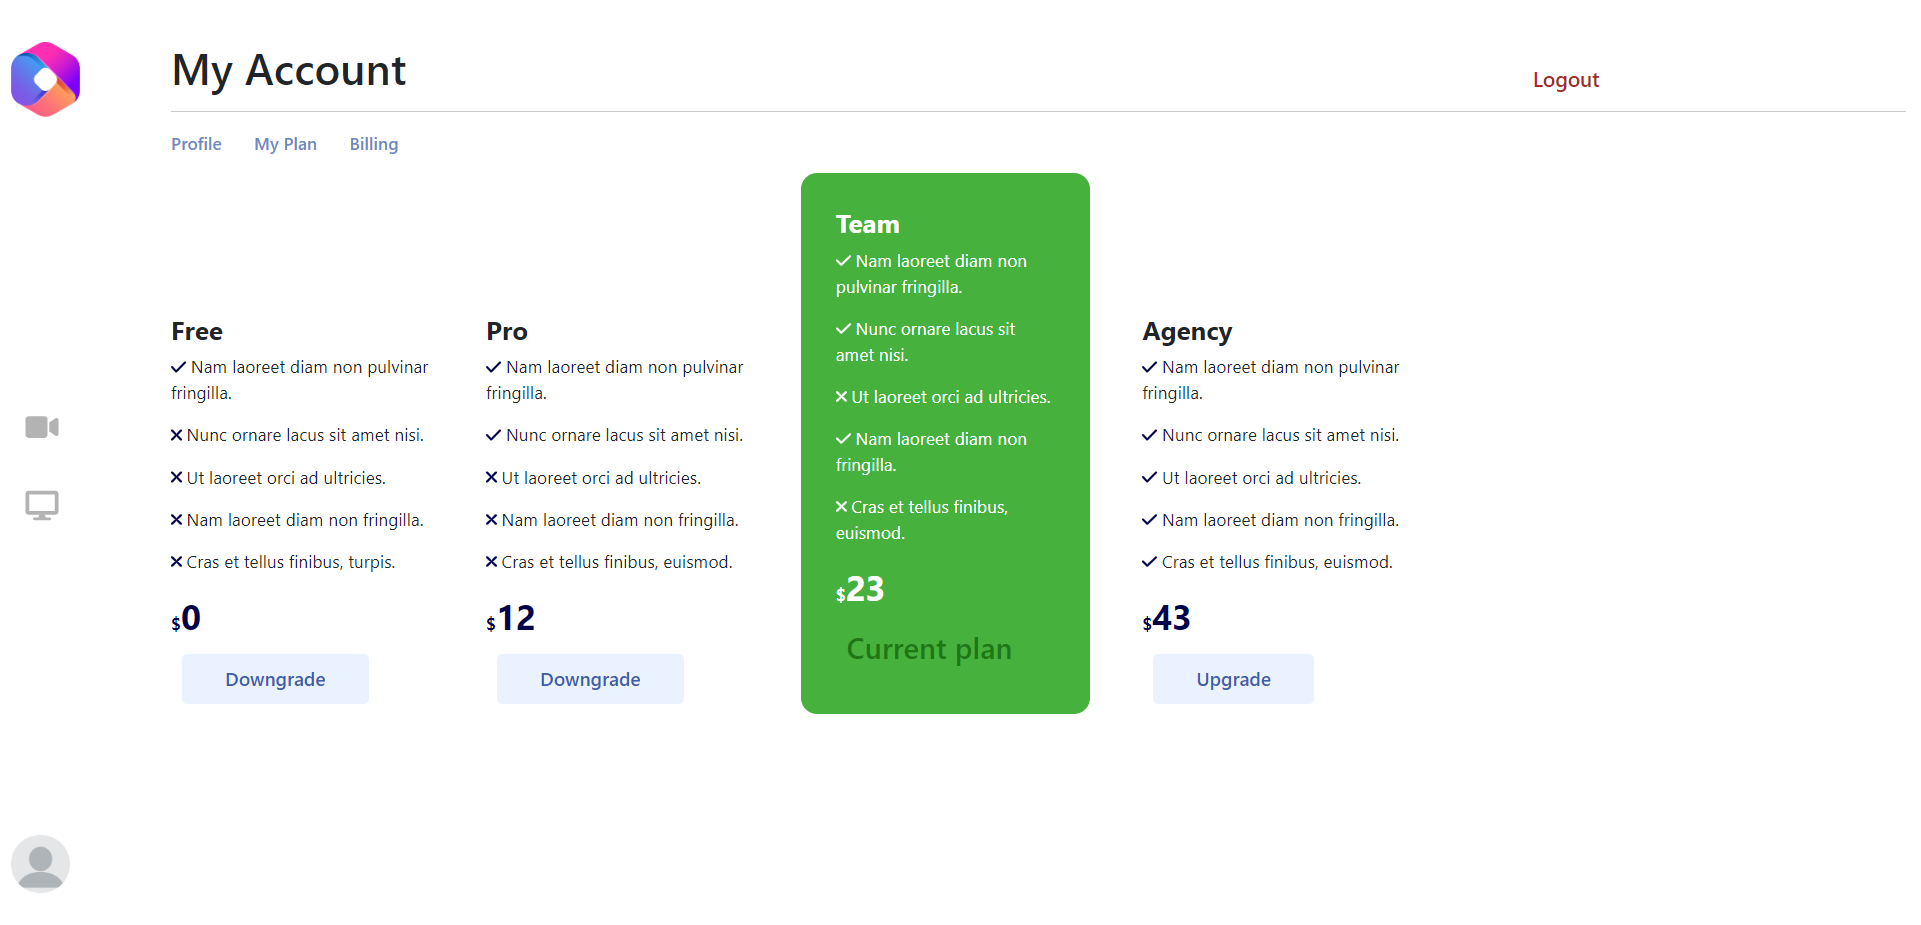 My Account
Logout
Profile
My Plan
Billing
Free
Nam laoreet diam non pulvinar
fringilla.
Nunc ornare lacus sit amet nisi.
Ut laoreet orci ad ultricies.
Nam laoreet diam non fringilla.
Cras et tellus finibus, turpis.
$0
Downgrade
Pro
Nam laoreet diam non pulvinar
fringilla.
Nunc ornare lacus sit amet nisi.
Ut laoreet orci ad ultricies.
Nam laoreet diam non fringilla.
Cras et tellus finibus, euismod.
$12
Downgrade
Team
Nam laoreet diam non
pulvinar fringilla.
Nunc ornare lacus sit
amet nisi.
Ut laoreet orci ad ultricies.
Nam laoreet diam non
fringilla.
Cras et tellus finibus,
euismod.
$23
Current plan
Agency
Nam laoreet diam non pulvinar
fringilla.
Nunc ornare lacus sit amet nisi.
Ut laoreet orci ad ultricies.
Nam laoreet diam non fringilla.
Cras et tellus finibus, euismod.
$43
Upgrade